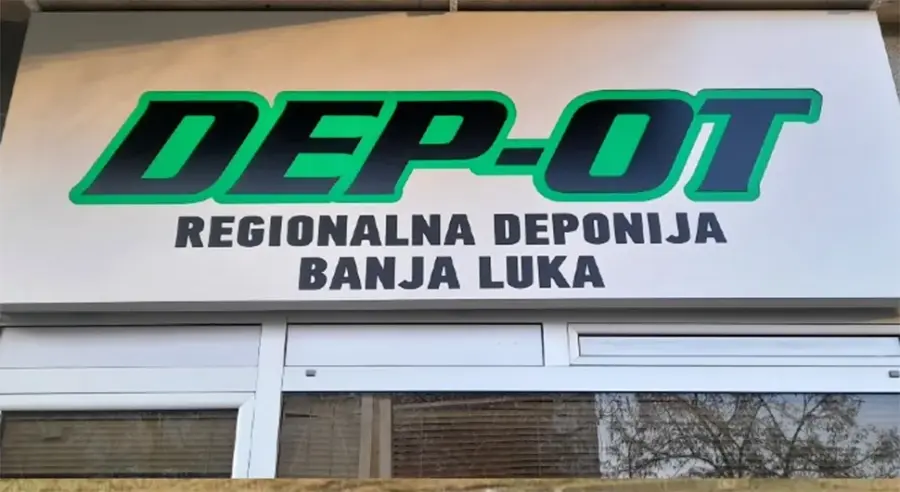 DEP-OT
REGIONALNA DEPONIJA
BANJA LUKA